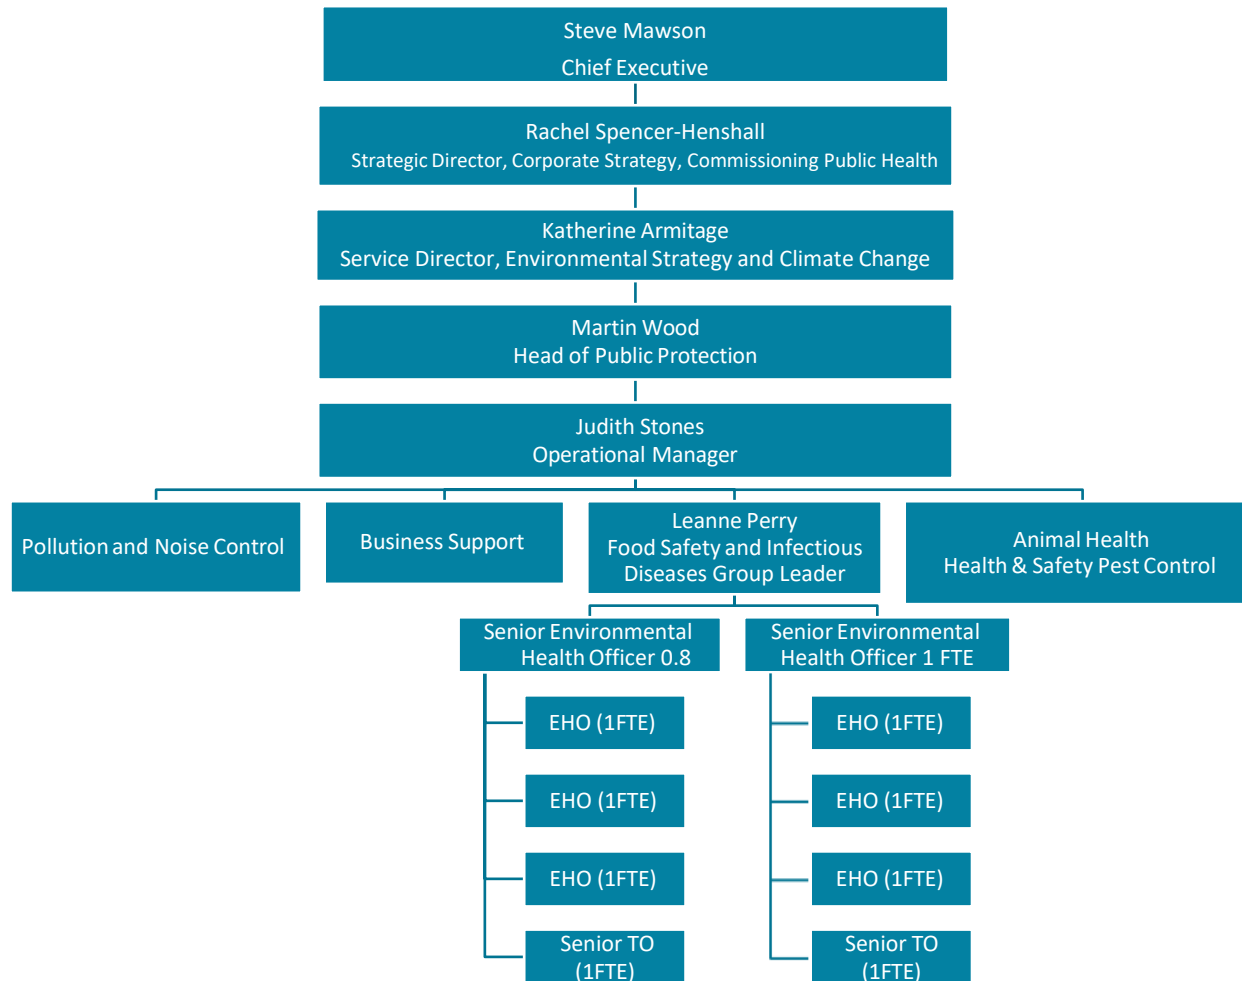 Steve Mawson
Chief Executive
Rachel Spencer-Henshall
Strategic Director, Corporate Strategy, Commissioning Public Health
Katherine Armitage
Service Director, Environmental Strategy and Climate Change
Martin Wood
Head of Public Protection
Judith Stones
Operational Manager
Pollution and Noise Control
Business Support
Leanne Perry
Food Safety and Infectious
Diseases Group Leader
Animal Health
Health & Safety Pest Control
Senior Environmental
Health Officer 0.8
Senior Environmental
Health Officer 1 FTE
EHO (1FTE)
EHO (1FTE)
EHO (1FTE)
Senior TO
(1FTE)
EHO (1FTE)
EHO (1FTE)
EHO (1FTE)
Senior TO
(1FTE)